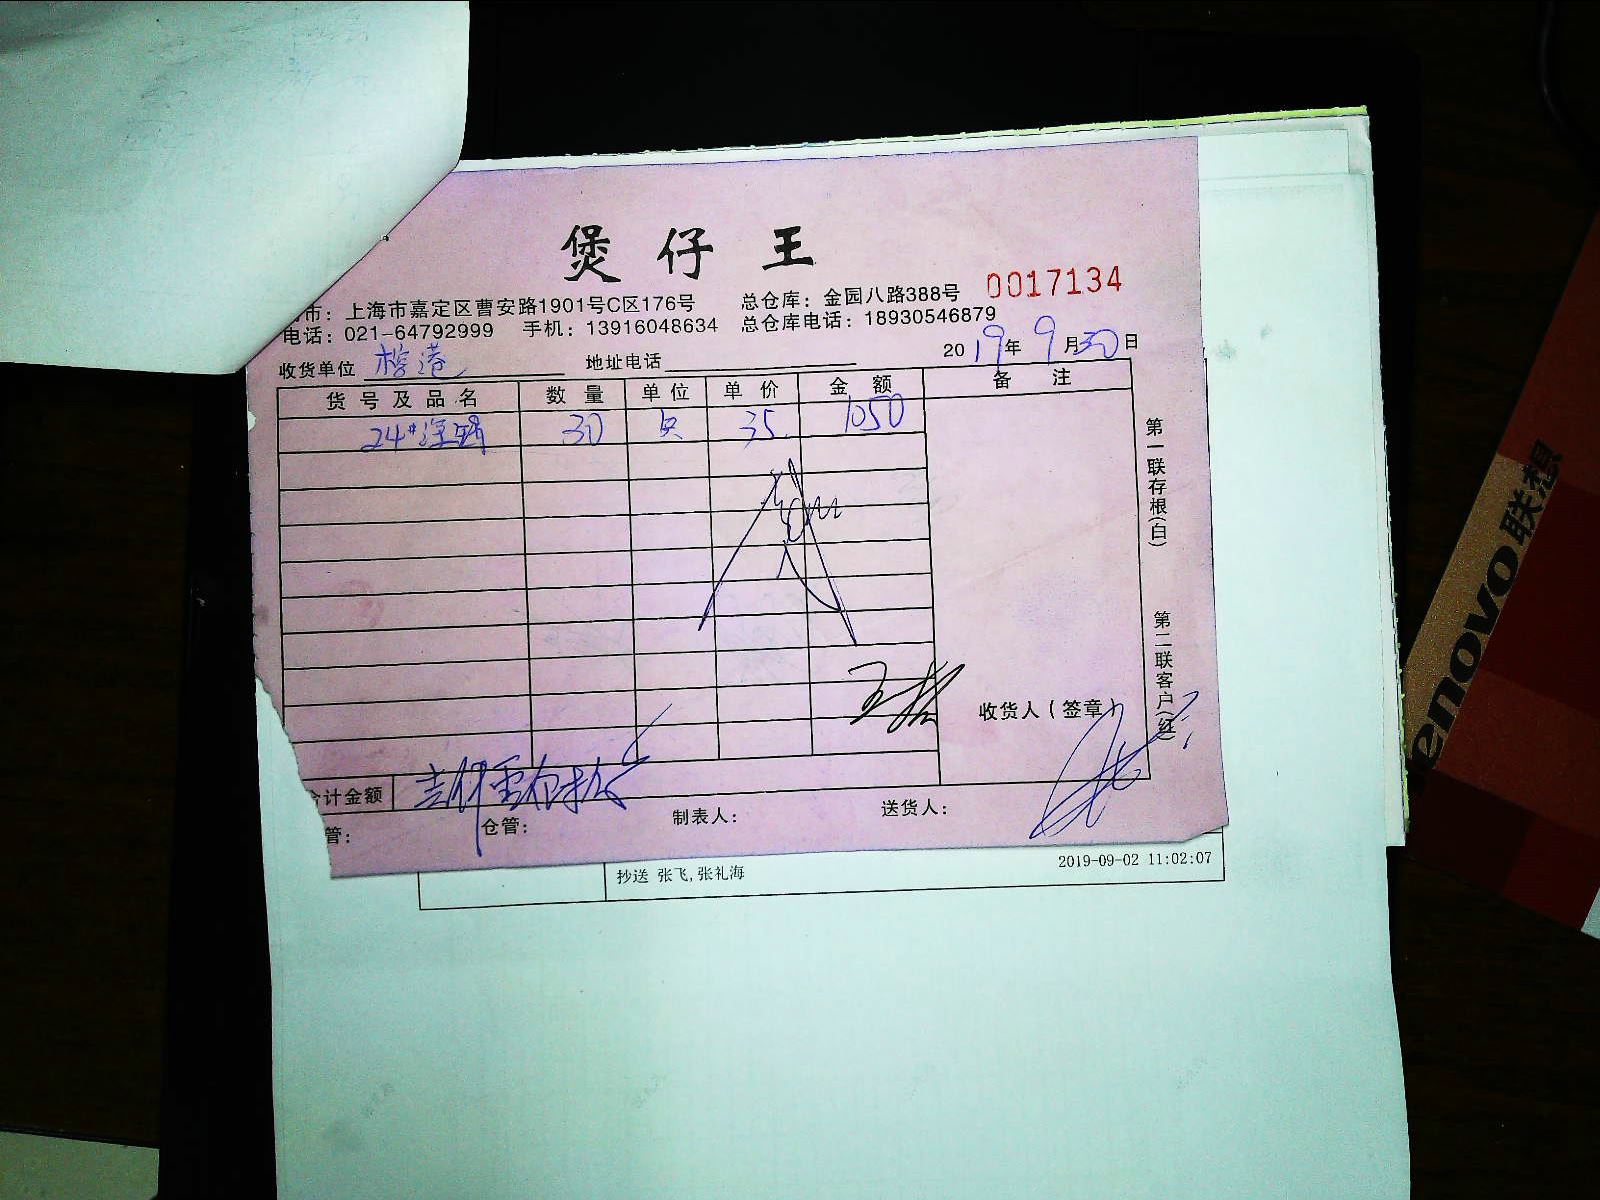 煲仔王
市：上海市嘉定区曹安路1901号C区176号 总仓库：金园八路388号 0017134
电话：021-64792999 手机：13916048634 总仓库电话：18930546879
收货单位 榕港 地址电话 2019年9月30日
货号及品名 数量 单位 单价 金额 备注
24# 30 只 35 1050
第一联存根(白)
第二联客户(红)
收货人(签章)
合计金额
管： 仓管： 制表人： 送货人：
抄送 张飞,张礼海 2019-09-02 11:02:07
lenovo联想